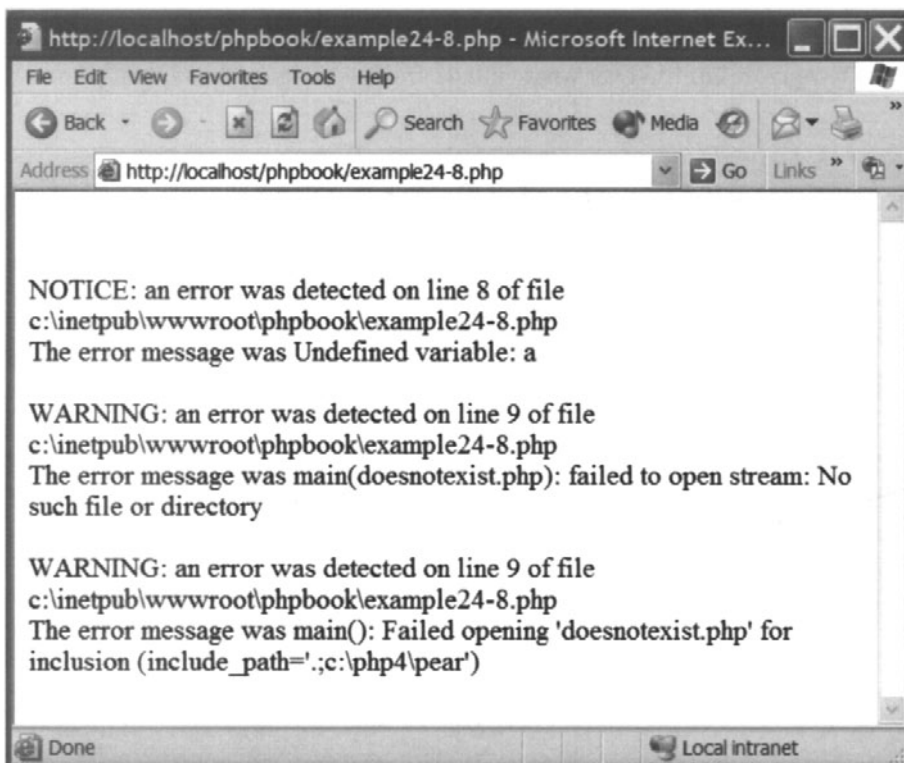 http://localhost/phpbook/example24-8.php - Microsoft Internet Ex...
File Edit View Favorites Tools Help
Back Search Favorites Media »
Address http://localhost/phpbook/example24-8.php Go Links »
NOTICE: an error was detected on line 8 of file
c:\inetpub\wwwroot\phpbook\example24-8.php
The error message was Undefined variable: a
WARNING: an error was detected on line 9 of file
c:\inetpub\wwwroot\phpbook\example24-8.php
The error message was main(doesnotexist.php): failed to open stream: No
such file or directory
WARNING: an error was detected on line 9 of file
c:\inetpub\wwwroot\phpbook\example24-8.php
The error message was main(): Failed opening 'doesnotexist.php' for
inclusion (include_path='.;c:\php4\pear')
Done Local intranet